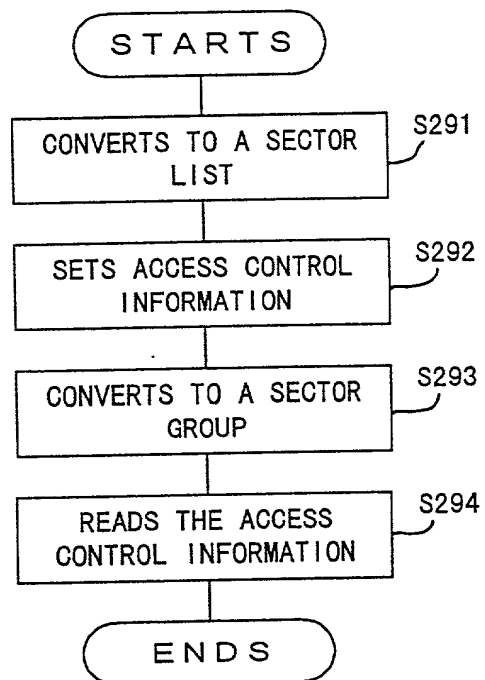 STARTS
CONVERTS TO A SECTOR
LIST
S291
SETS ACCESS CONTROL
INFORMATION
S292
CONVERTS TO A SECTOR
GROUP
S293
READS THE ACCESS
CONTROL INFORMATION
S294
ENDS